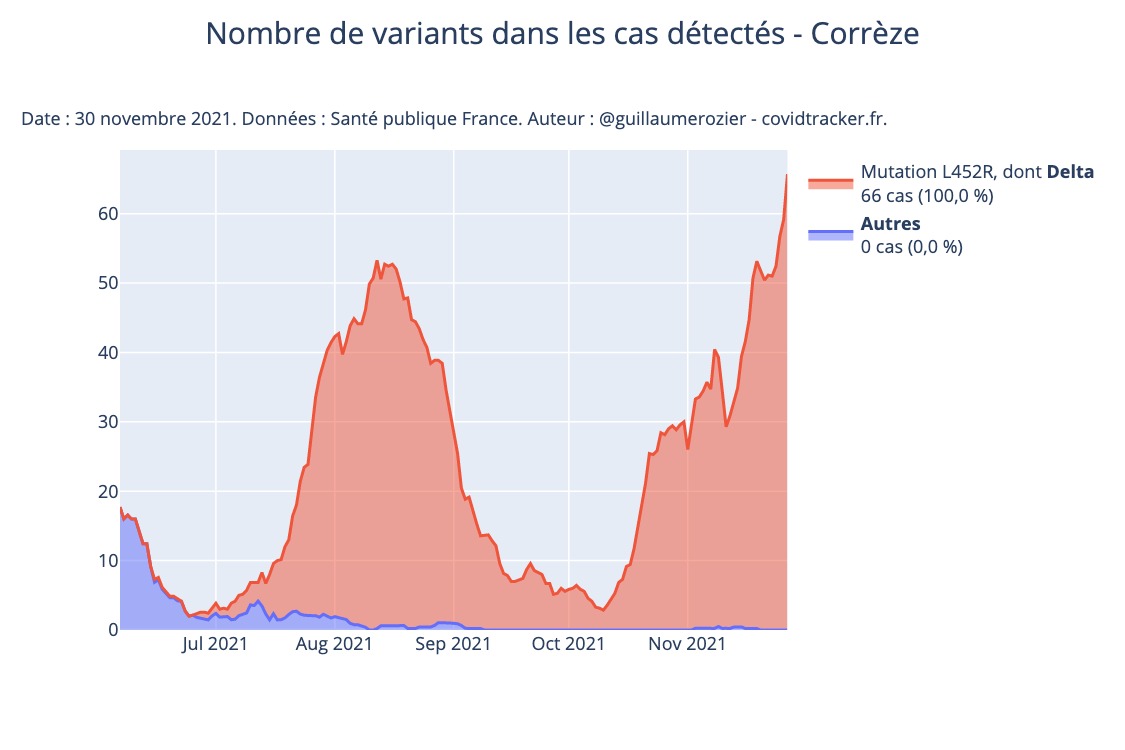 Nombre de variants dans les cas détectés - Corrèze
Date : 30 novembre 2021. Données : Santé publique France. Auteur : @guillaumerozier - covidtracker.fr.
Mutation L452R, dont Delta
66 cas (100,0 %)
Autres
0 cas (0,0 %)
60
50
40
30
20
10
0
Jul 2021 Aug 2021 Sep 2021 Oct 2021 Nov 2021